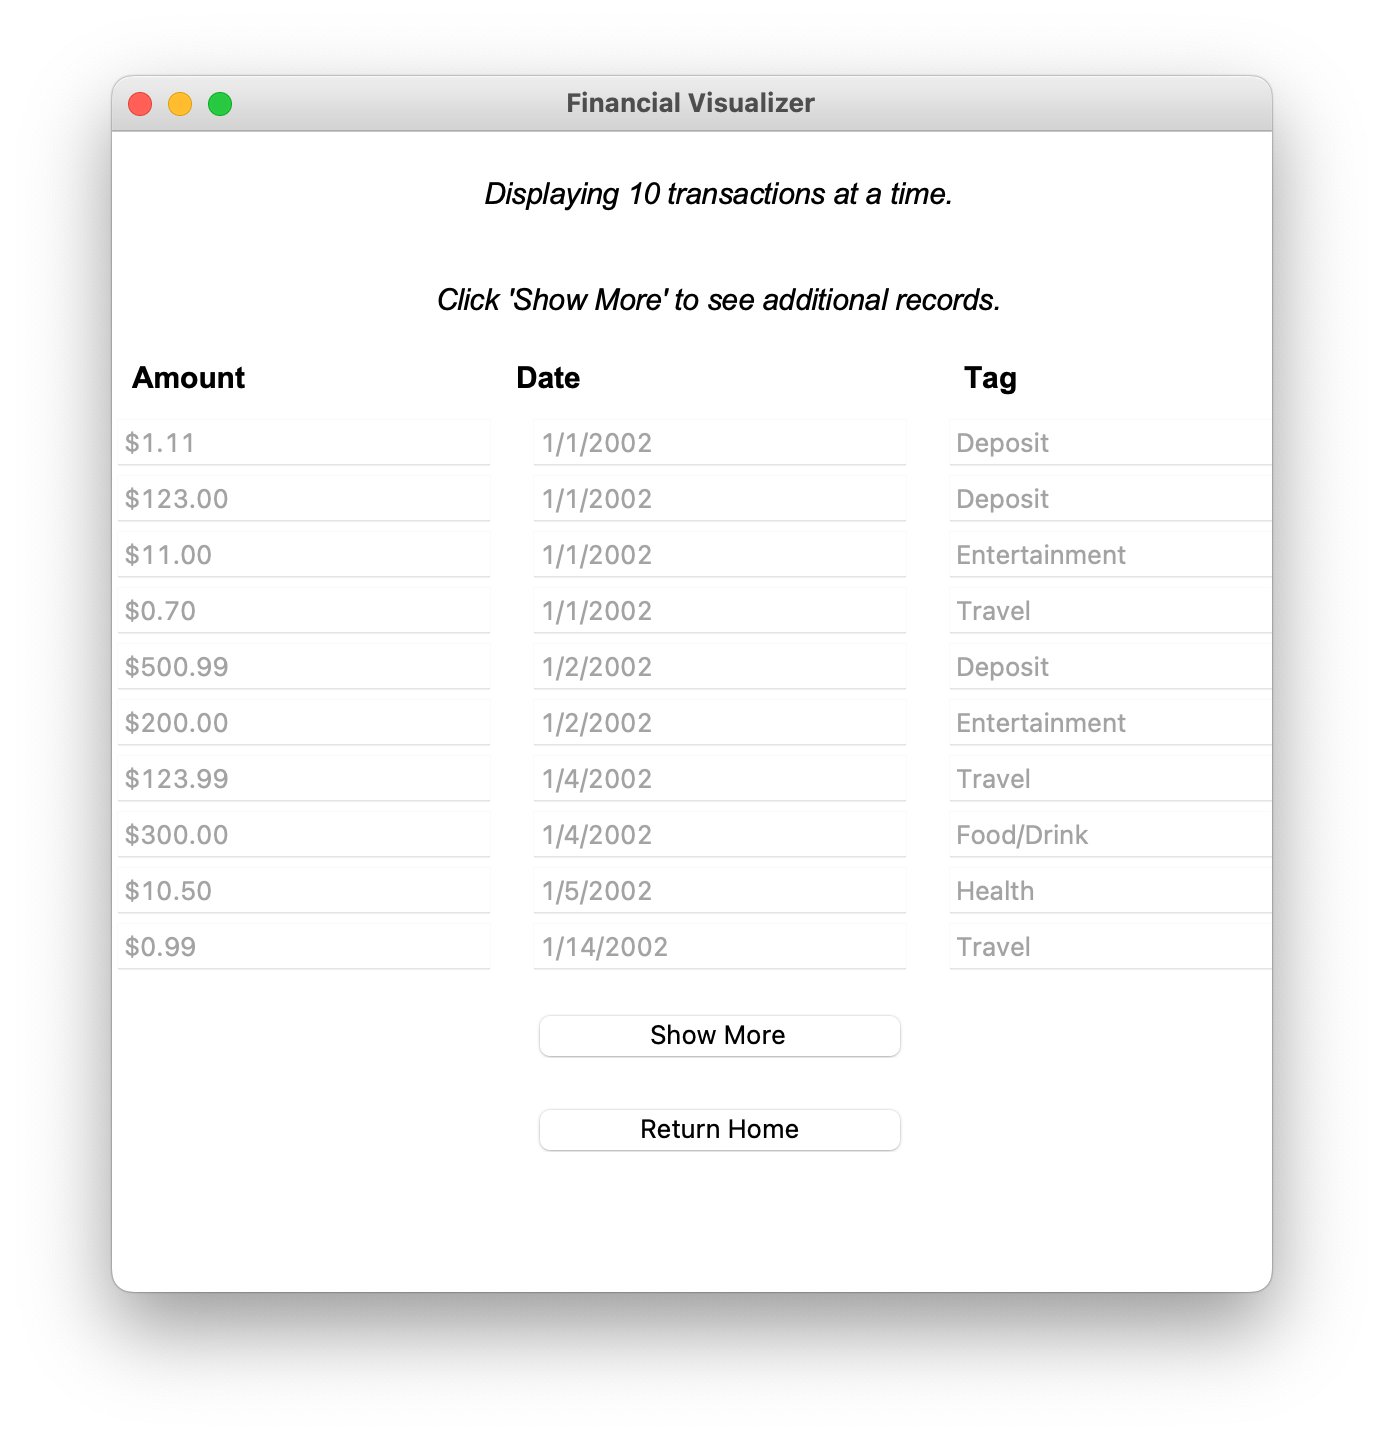 Financial Visualizer
Displaying 10 transactions at a time.
Click 'Show More' to see additional records.
Amount Date Tag
$1.11 1/1/2002 Deposit
$123.00 1/1/2002 Deposit
$11.00 1/1/2002 Entertainment
$0.70 1/1/2002 Travel
$500.99 1/2/2002 Deposit
$200.00 1/2/2002 Entertainment
$123.99 1/4/2002 Travel
$300.00 1/4/2002 Food/Drink
$10.50 1/5/2002 Health
$0.99 1/14/2002 Travel
Show More
Return Home